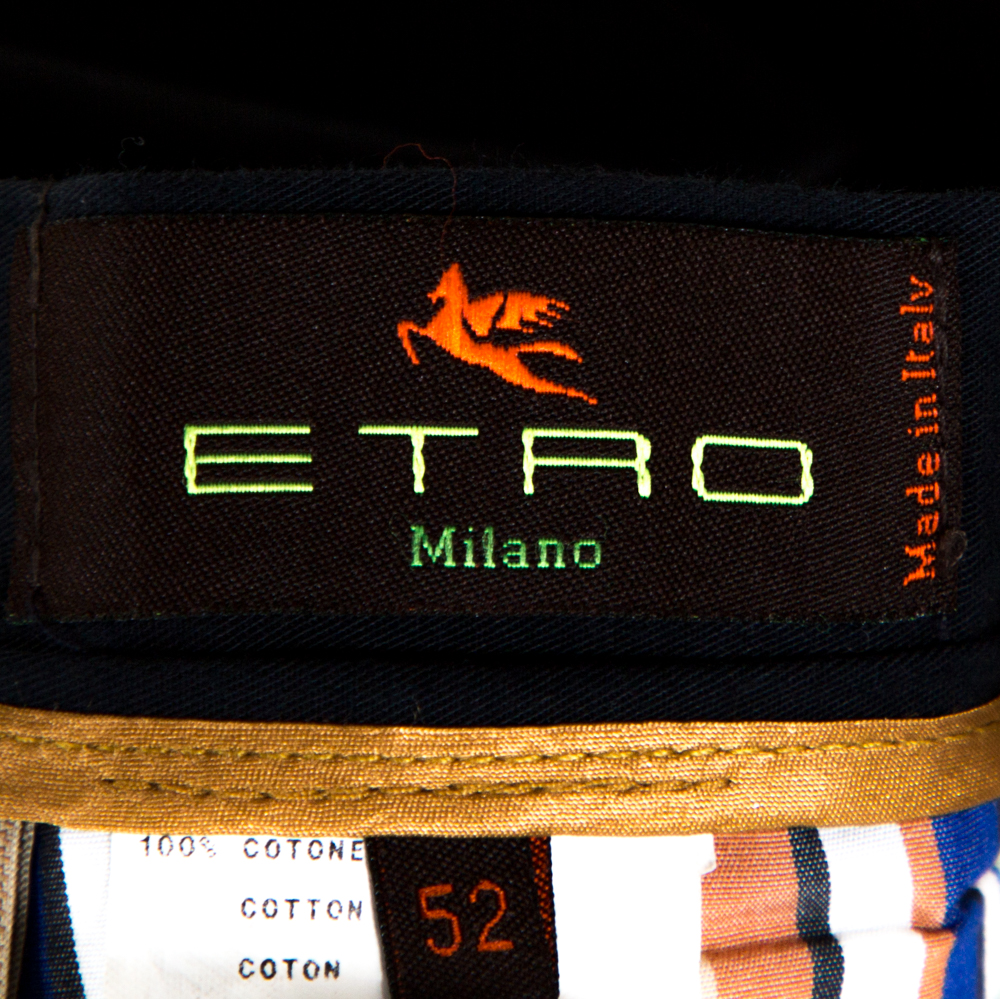 ETRO
Milano
Made in Italy
100% COTONE
COTTON
COTON
52